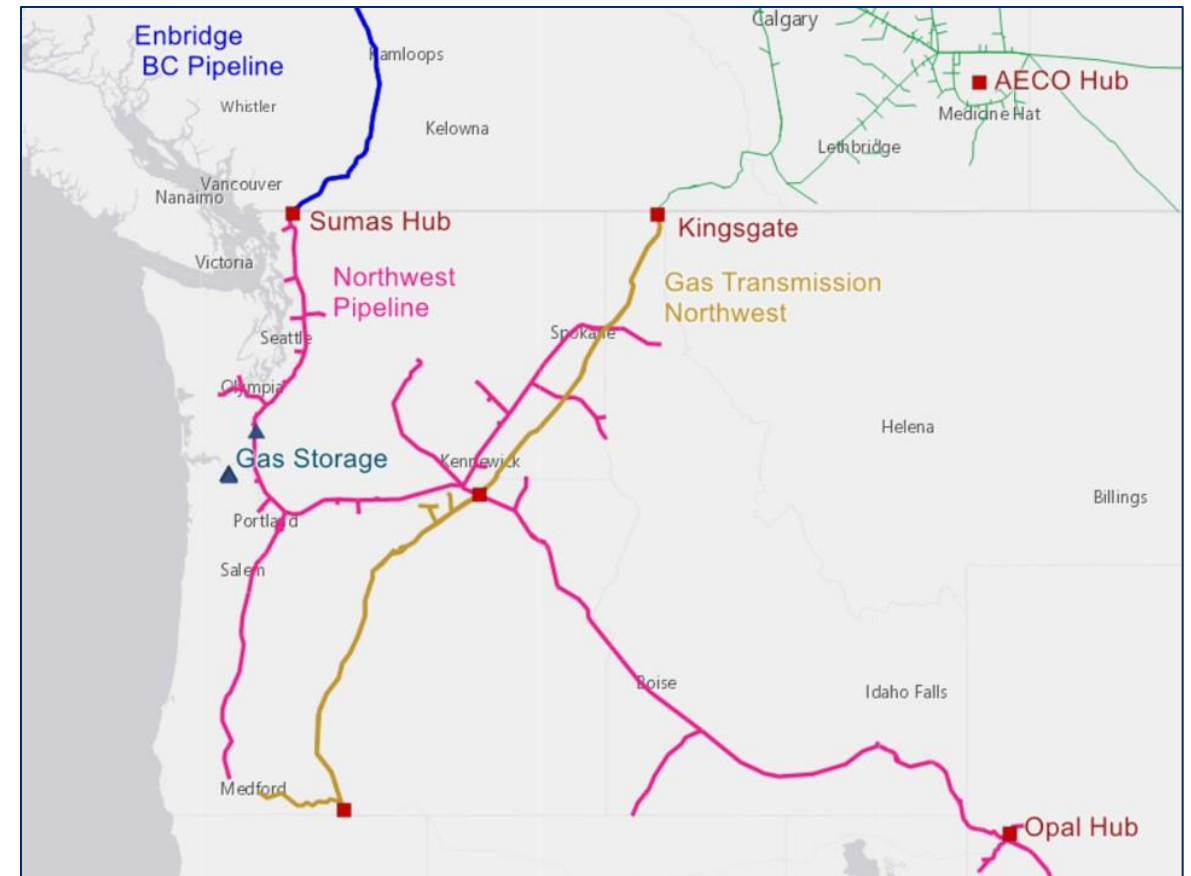 Calgary
Enbridge
BC Pipeline
Kamloops
AECO Hub
Whistler
Medicine Hat
Kelowna
Lethbridge
Vancouver
Nanaimo
Sumas Hub
Kingsgate
Victoria
Northwest
Pipeline
Gas Transmission
Northwest
Seattle
Spokane
Olympia
Helena
Gas Storage
Kennewick
Billings
Portland
Salem
Boise
Idaho Falls
Medford
Opal Hub